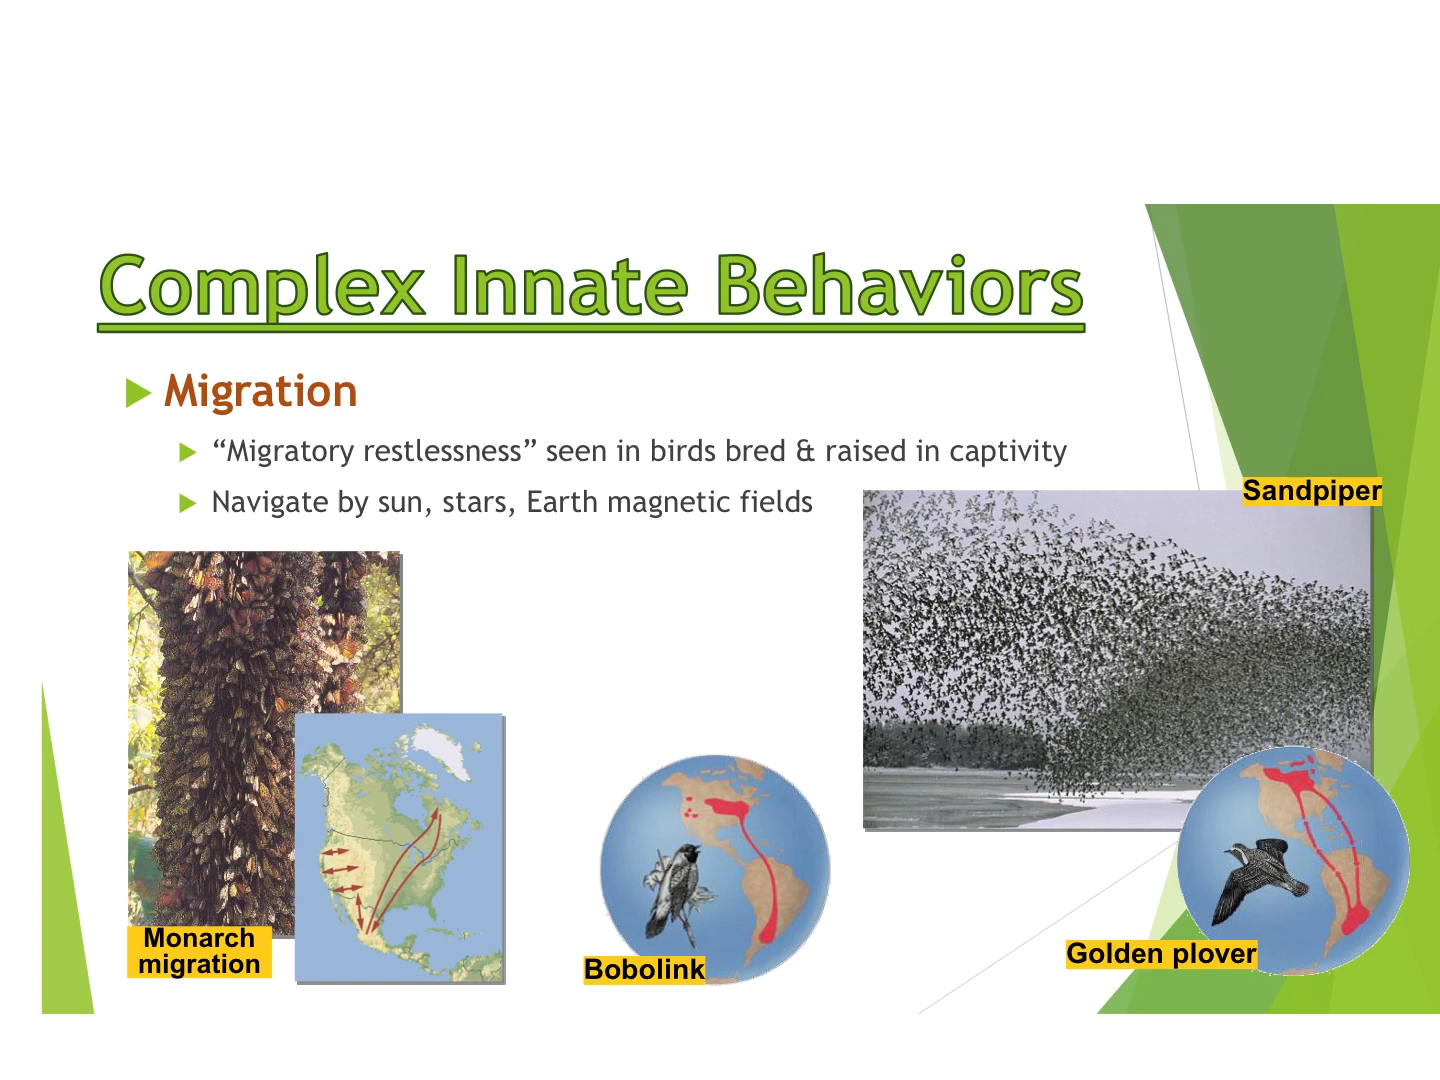 Complex Innate Behaviors
Migration
“Migratory restlessness” seen in birds bred & raised in captivity
Navigate by sun, stars, Earth magnetic fields
Sandpiper
Monarch
migration
Bobolink
Golden plover